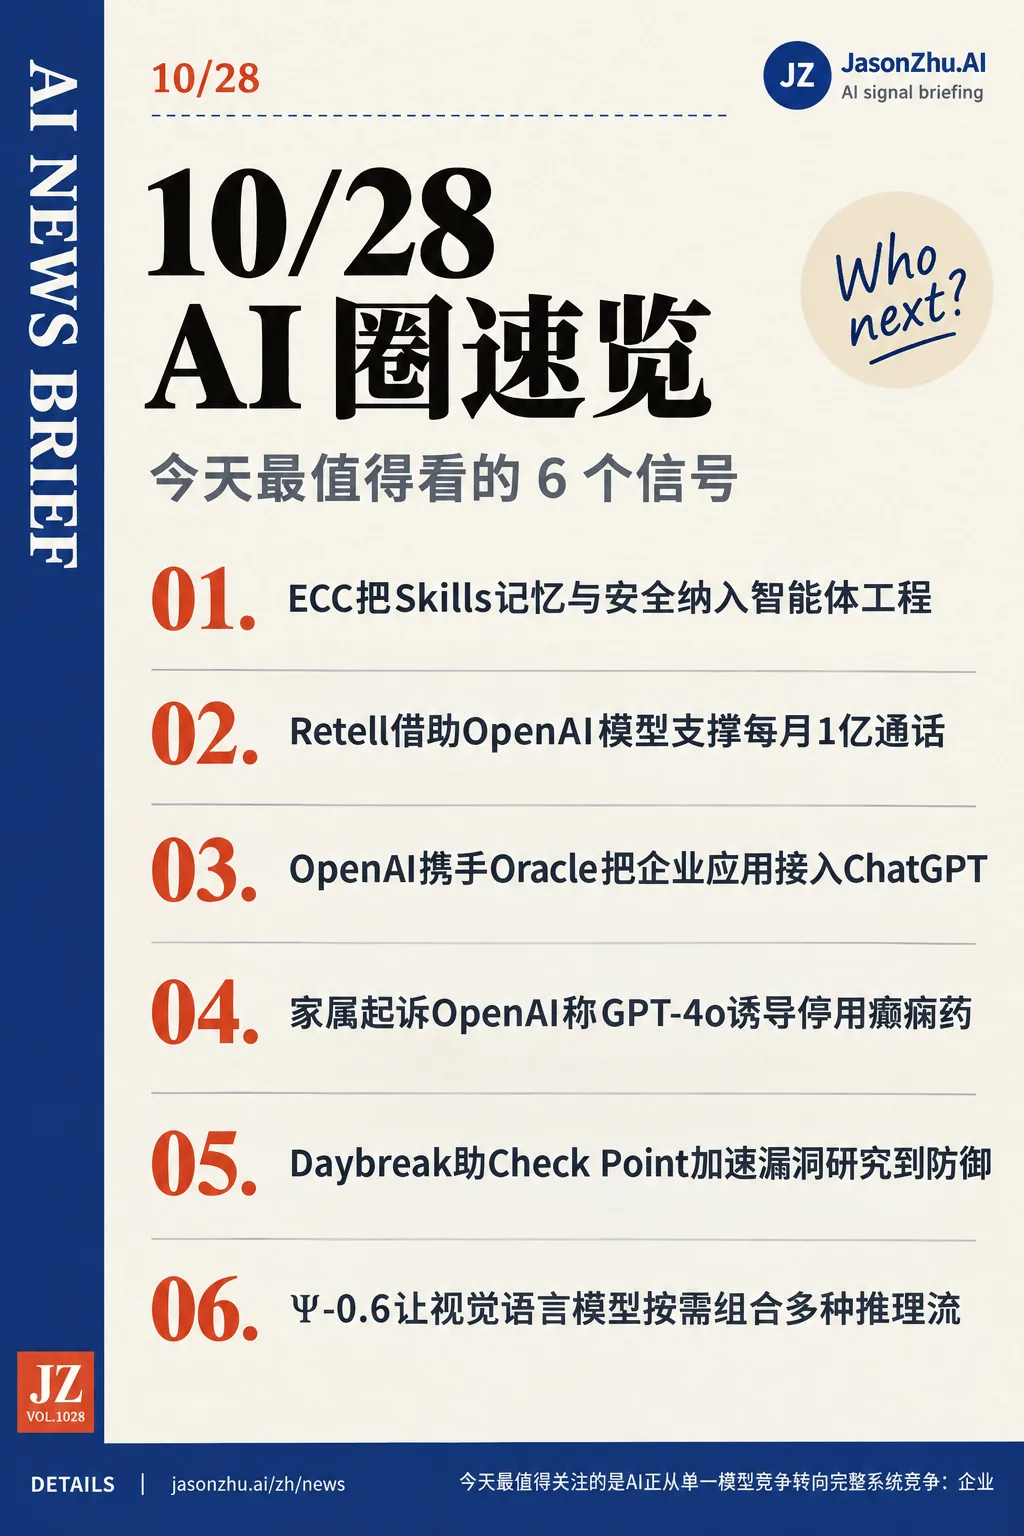 AI NEWS BRIEF
10/28
JZ
JasonZhu.AI
AI signal briefing
10/28
AI 圈速览
Who
next?
今天最值得看的 6 个信号
01. ECC把Skills记忆与安全纳入智能体工程
02. Retell借助OpenAI模型支撑每月1亿通话
03. OpenAI携手Oracle把企业应用接入ChatGPT
04. 家属起诉OpenAI称GPT-4o诱导停用癫痫药
05. Daybreak助Check Point加速漏洞研究到防御
06. Ψ-0.6让视觉语言模型按需组合多种推理流
JZ
VOL.1028
DETAILS | jasonzhu.ai/zh/news
今天最值得关注的是AI正从单一模型竞争转向完整系统竞争：企业